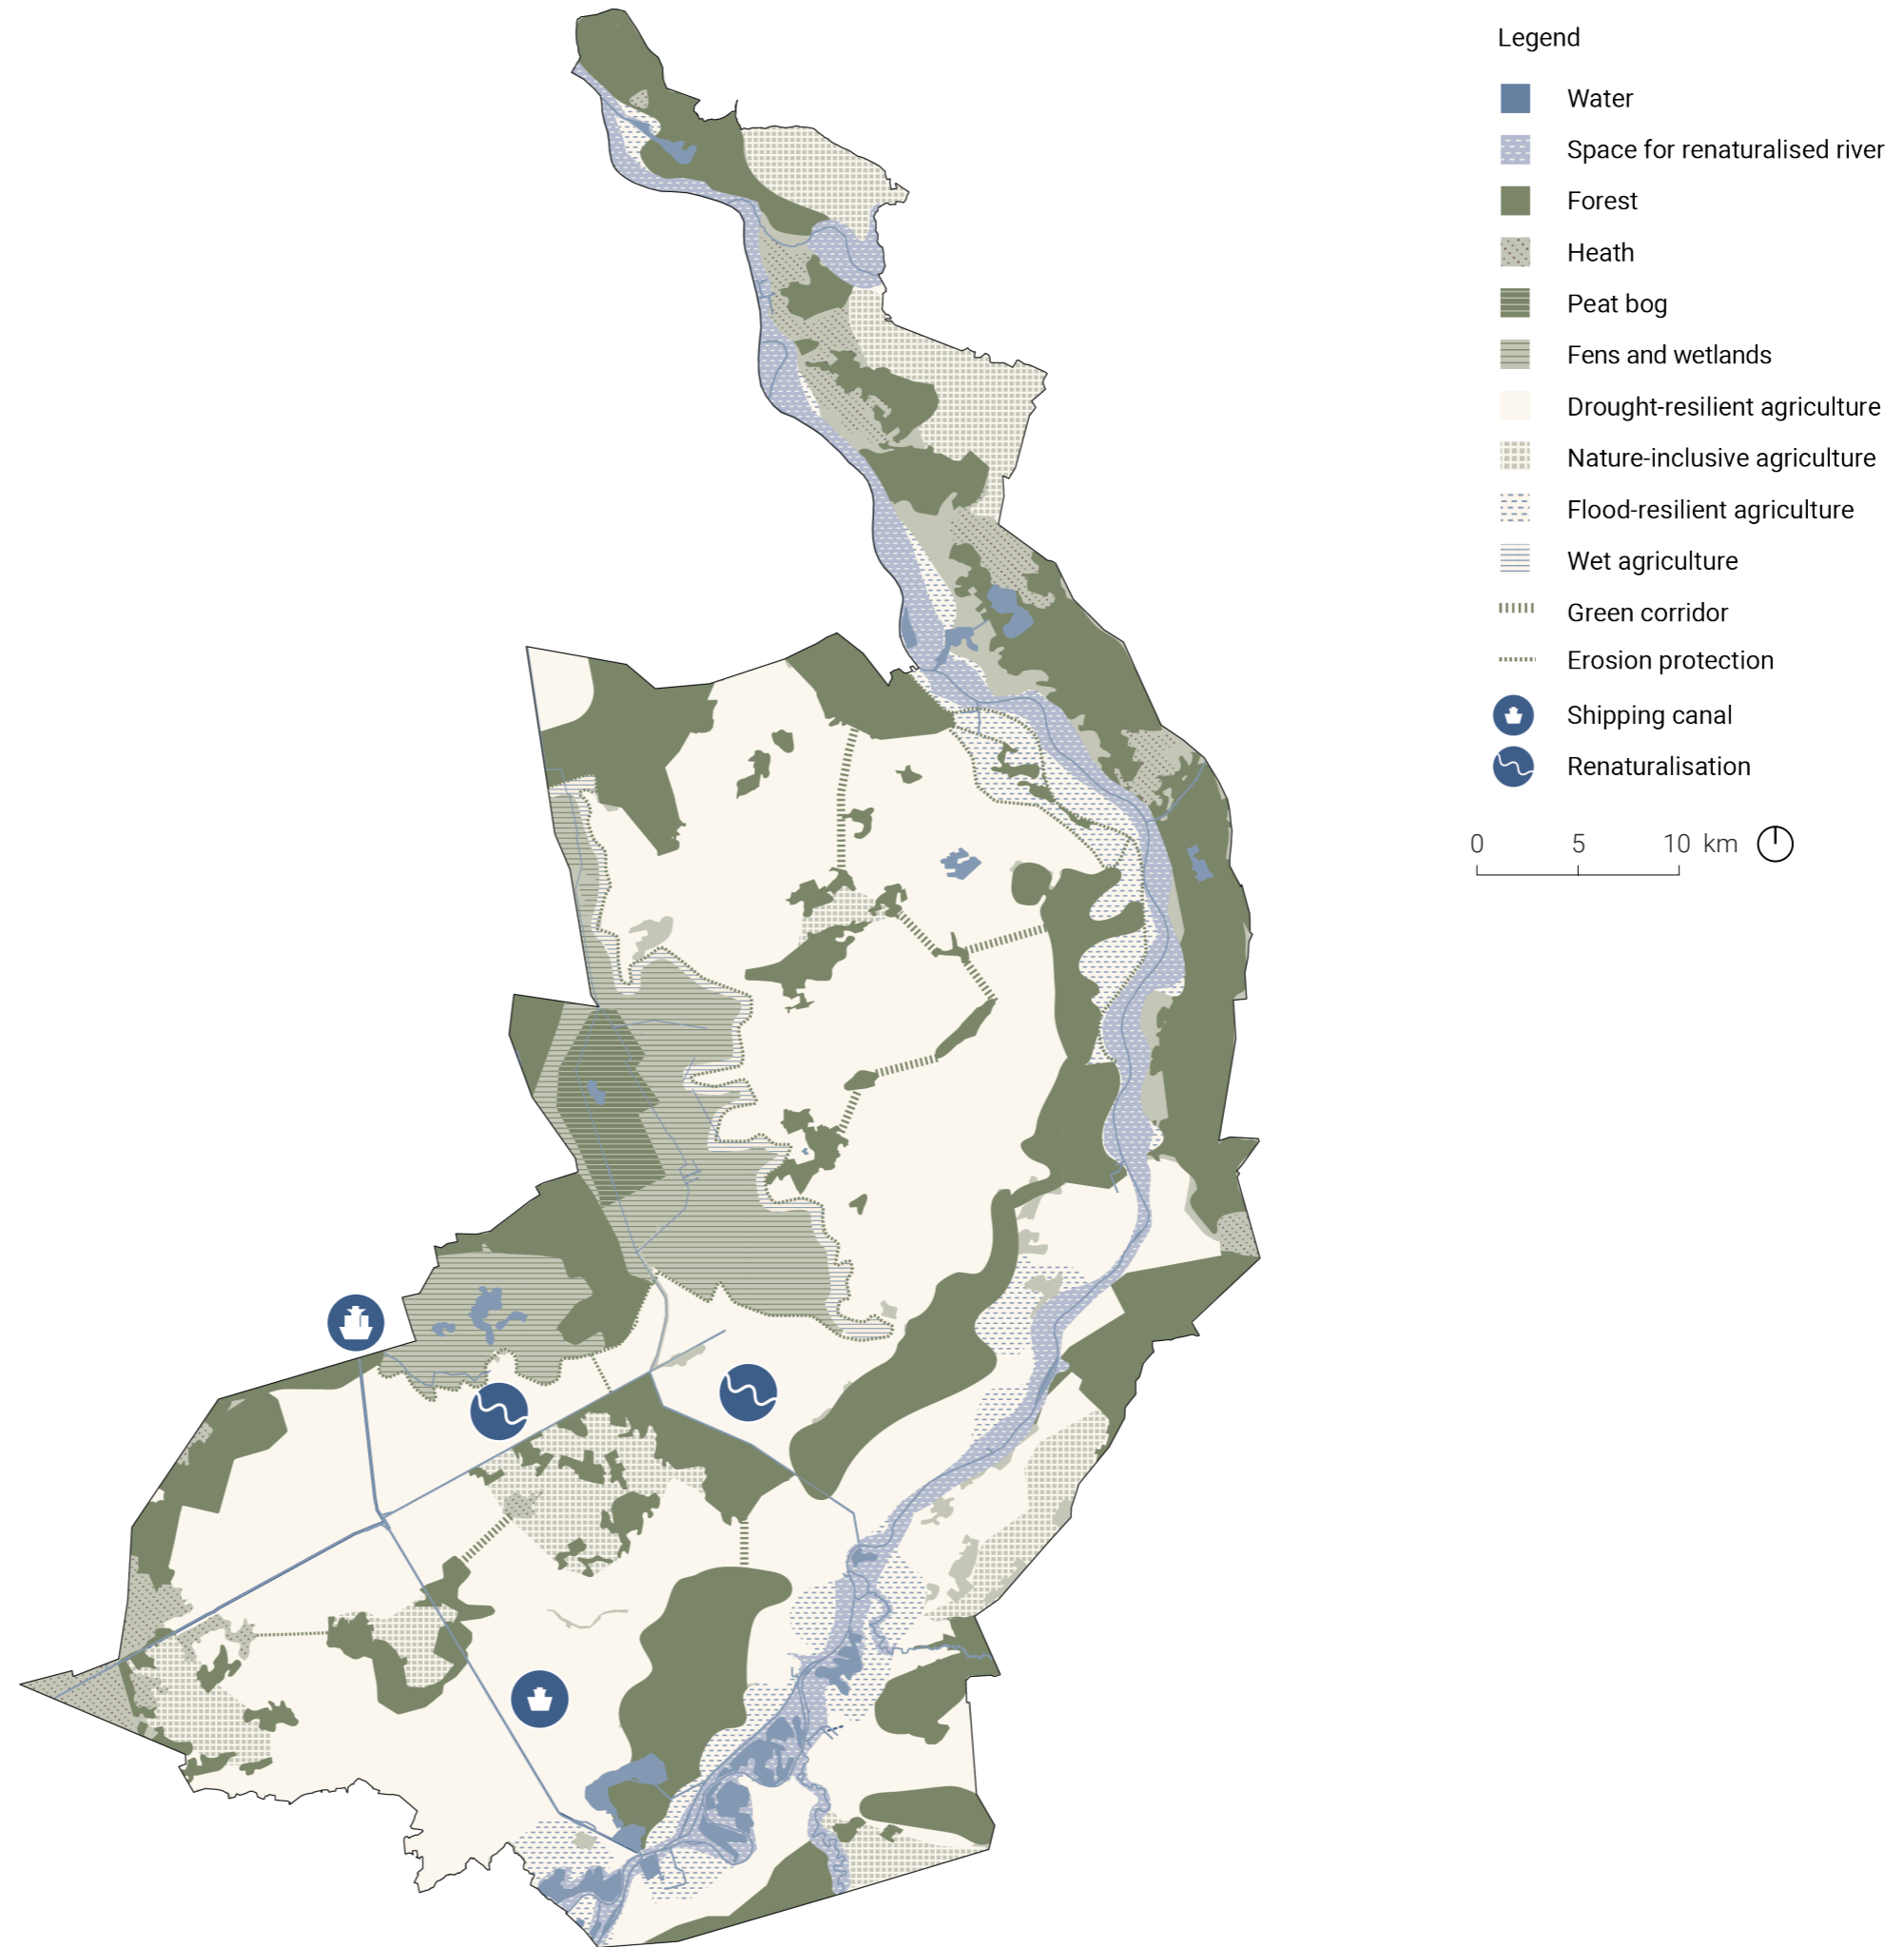 Legend
Water
Space for renaturalised river
Forest
Heath
Peat bog
Fens and wetlands
Drought-resilient agriculture
Nature-inclusive agriculture
Flood-resilient agriculture
Wet agriculture
Green corridor
Erosion protection
Shipping canal
Renaturalisation
0 5 10 km